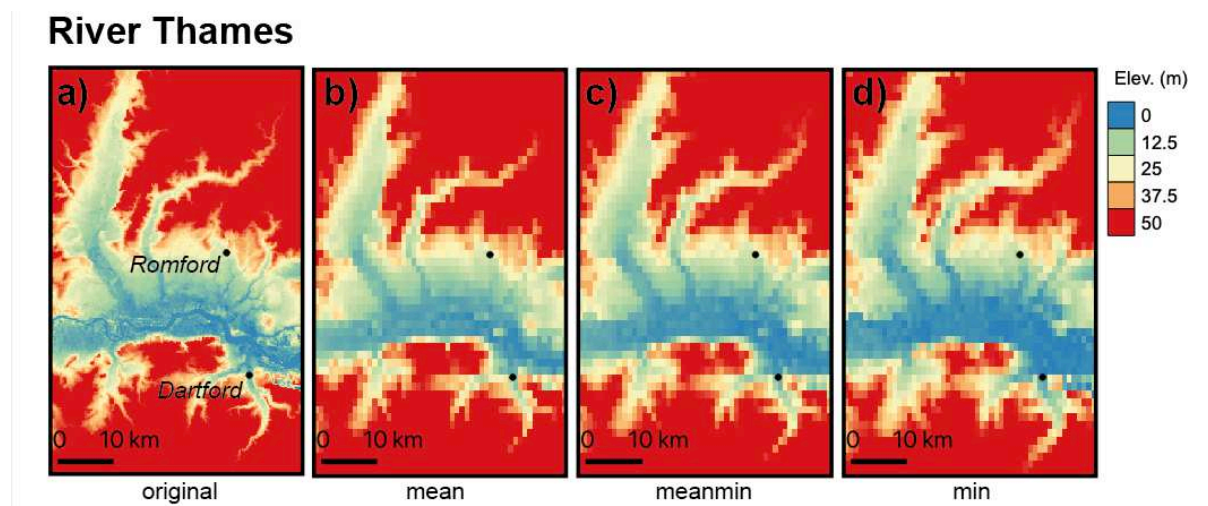 River Thames
a)
b)
c)
d)
Elev. (m)
0
12.5
25
37.5
50
Romford
Dartford
0 10 km
0 10 km
0 10 km
0 10 km
original
mean
meanmin
min